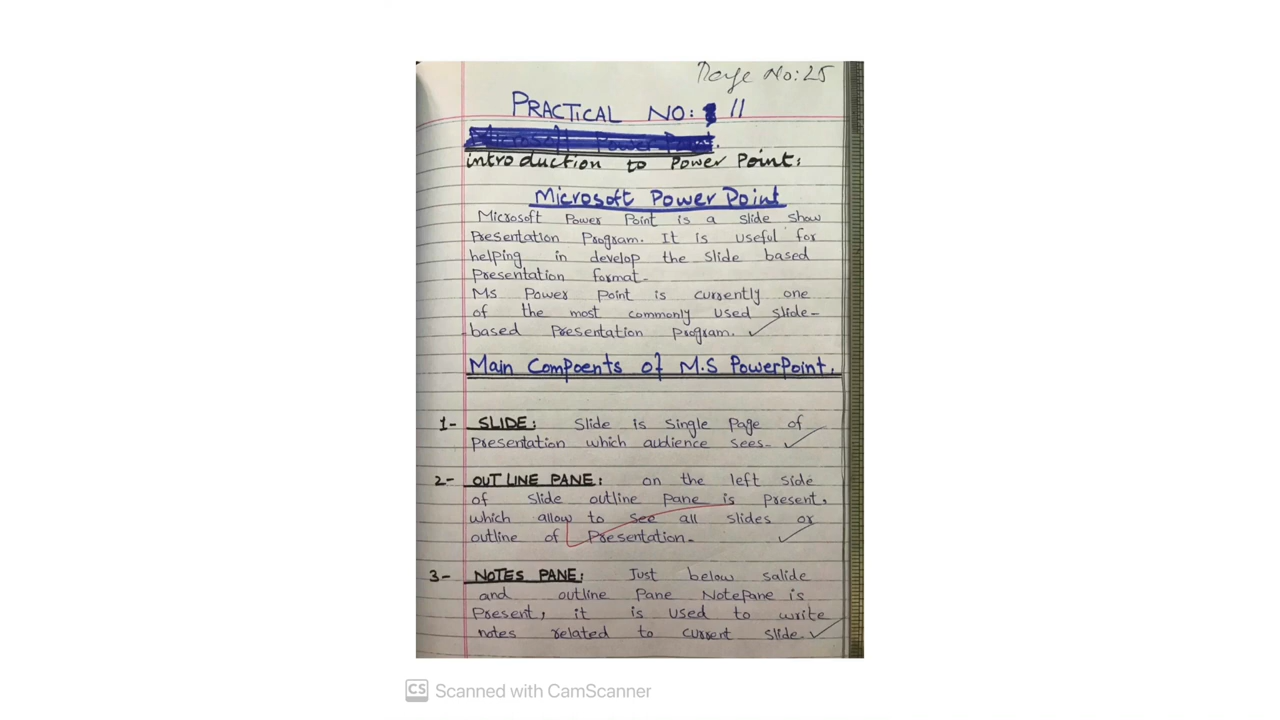 Page No: 25
PRACTICAL NO: 11
introduction to Power Point:
Microsoft Power Point
Microsoft Power Point is a slide show
Presentation Program. It is useful for
helping in develop the slide based
Presentation format.
Ms Power Point is currently one
of the most commonly used slide-
based Presentation Program.
Main Compoents of M.S PowerPoint.
1- SLIDE: Slide is single page of
Presentation which audience sees-
2- OUT LINE PANE: on the left side
of slide outline pane is present,
which allow to see all slides or
outline of Presentation-
3- NOTES PANE: Just below salide
and outline pane Notepane is
Present, it is used to write
notes related to current slide.
CS Scanned with CamScanner